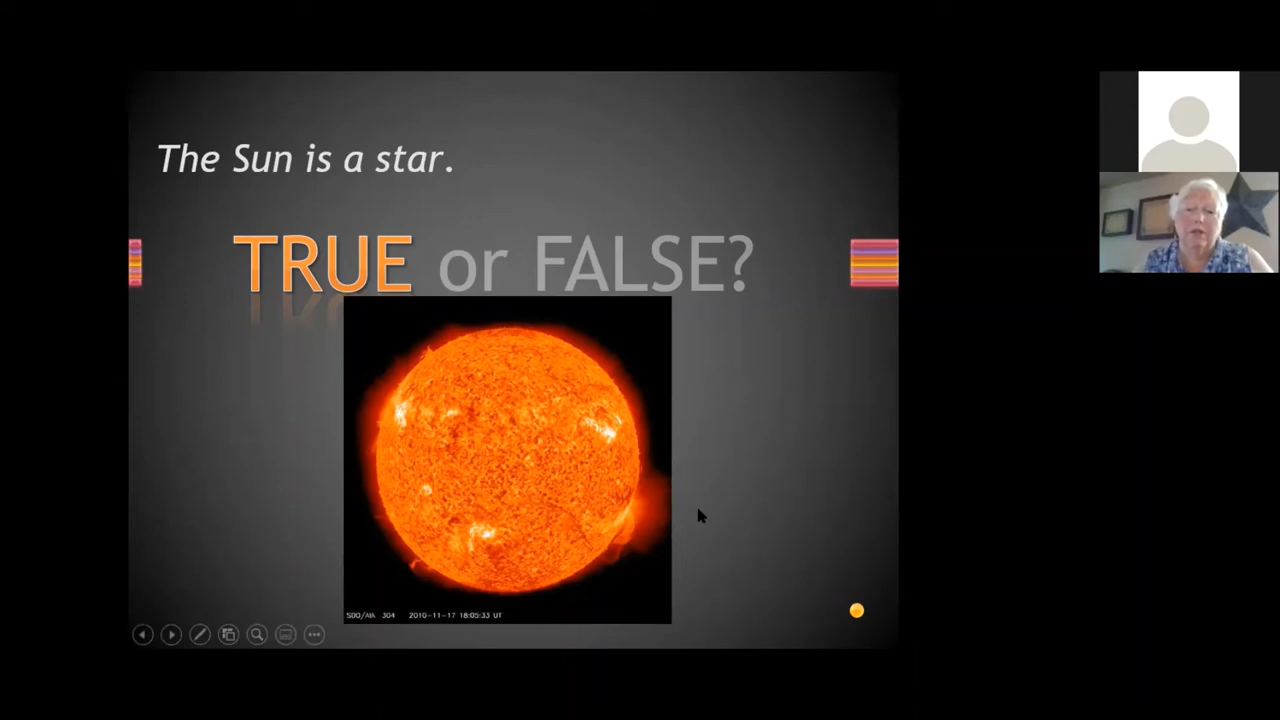 The Sun is a star.
TRUE or FALSE?
SDO/AIA 304 2010-11-17 18:05:33 UT